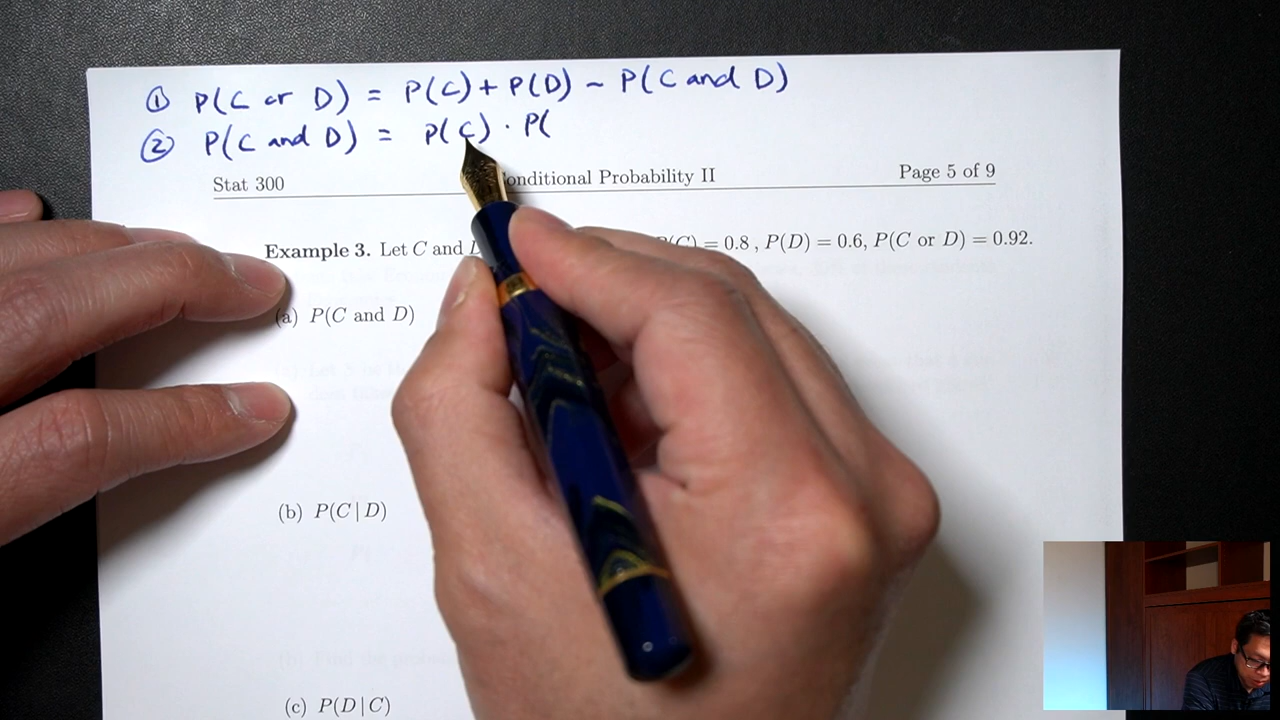 ① P(C or D) = P(C) + P(D) - P(C and D)
② P(C and D) = P(C) · P(
Stat 300 onditional Probability II Page 5 of 9
Example 3. Let C and P(C) = 0.8 , P(D) = 0.6, P(C or D) = 0.92.
(a) P(C and D)
(b) P(C | D)
(c) P(D | C)